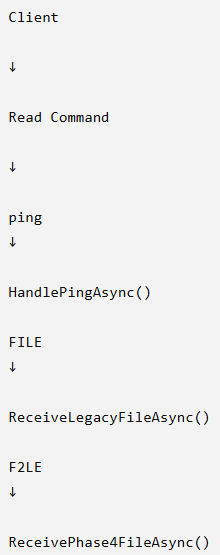 Client
↓
Read Command
↓
ping
↓
HandlePingAsync()
FILE
↓
ReceiveLegacyFileAsync()
F2LE
↓
ReceivePhase4FileAsync()